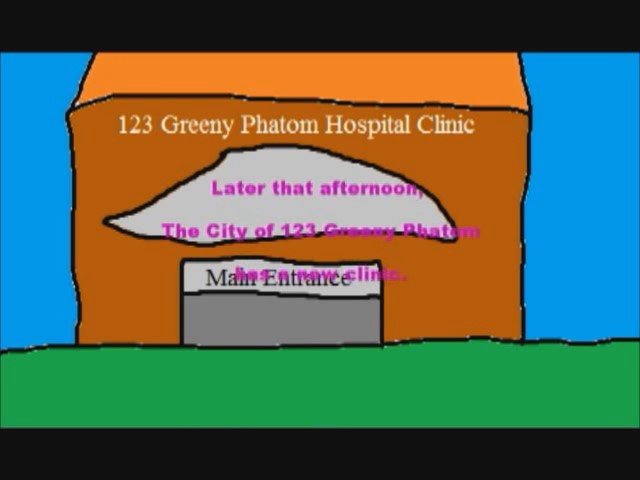 123 Greeny Phatom Hospital Clinic
Later that afternoon,
The City of 123 Greeny Phatom
has a new clinic.
Main Entrance